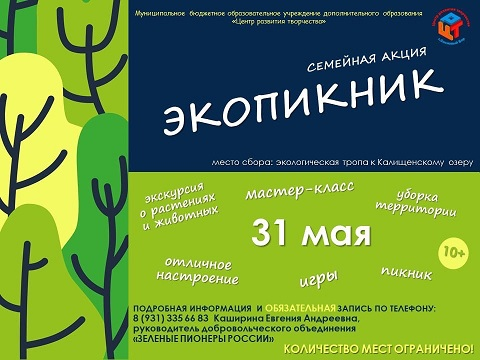 Муниципальное бюджетное образовательное учреждение дополнительного образования
«Центр развития творчества»
СЕМЕЙНАЯ АКЦИЯ
ЭКОПИКНИК
место сбора: экологическая тропа к Калищенскому озеру
экскурсия
о растениях
и животных
мастер-класс
уборка
территории
31 мая
10+
отличное
настроение
игры
пикник
ПОДРОБНАЯ ИНФОРМАЦИЯ И ОБЯЗАТЕЛЬНАЯ ЗАПИСЬ ПО ТЕЛЕФОНУ:
8 (931) 335 66 83 Каширина Евгения Андреевна,
руководитель добровольческого объединения
«ЗЕЛЕНЫЕ ПИОНЕРЫ РОССИИ»
КОЛИЧЕСТВО МЕСТ ОГРАНИЧЕНО!